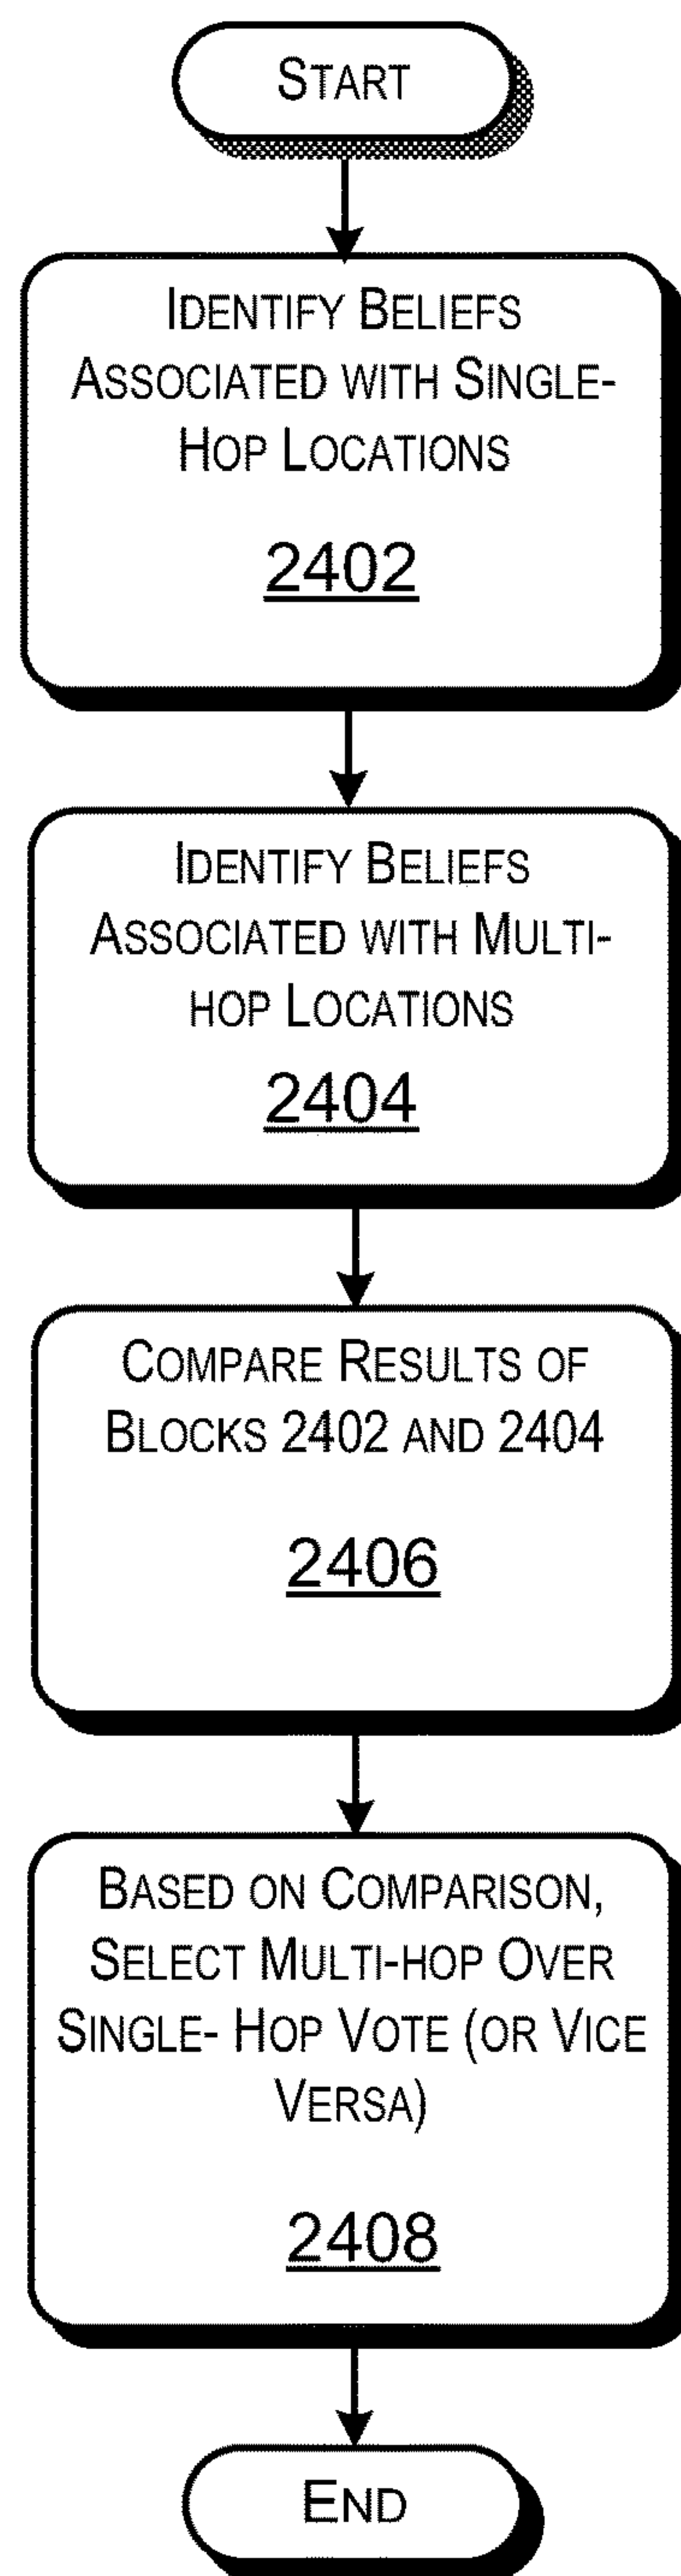 START
IDENTIFY BELIEFS
ASSOCIATED WITH SINGLE-
HOP LOCATIONS
2402
IDENTIFY BELIEFS
ASSOCIATED WITH MULTI-
HOP LOCATIONS
2404
COMPARE RESULTS OF
BLOCKS 2402 AND 2404
2406
BASED ON COMPARISON,
SELECT MULTI-HOP OVER
SINGLE- HOP VOTE (OR VICE
VERSA)
2408
END